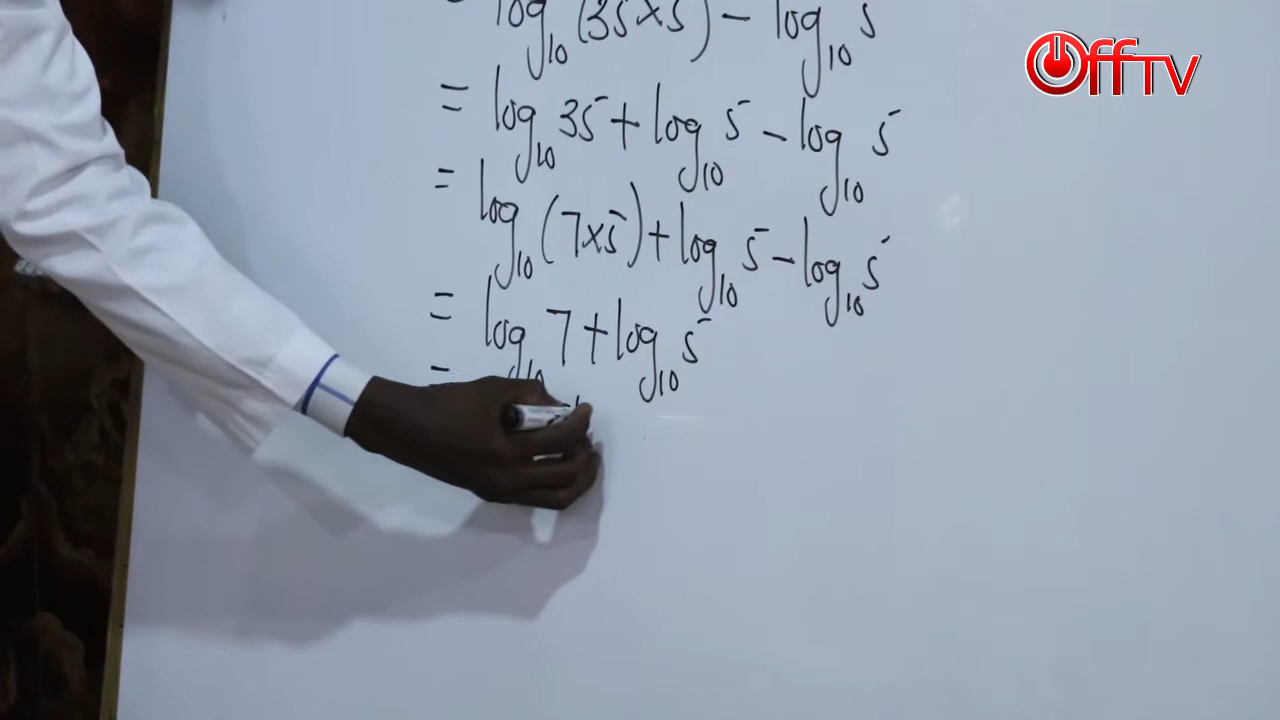 = log₁₀(35×5) - log₁₀5
OffTV
= log₁₀35 + log₁₀5 - log₁₀5
= log₁₀(7×5) + log₁₀5 - log₁₀5
= log₁₀7 + log₁₀5
=